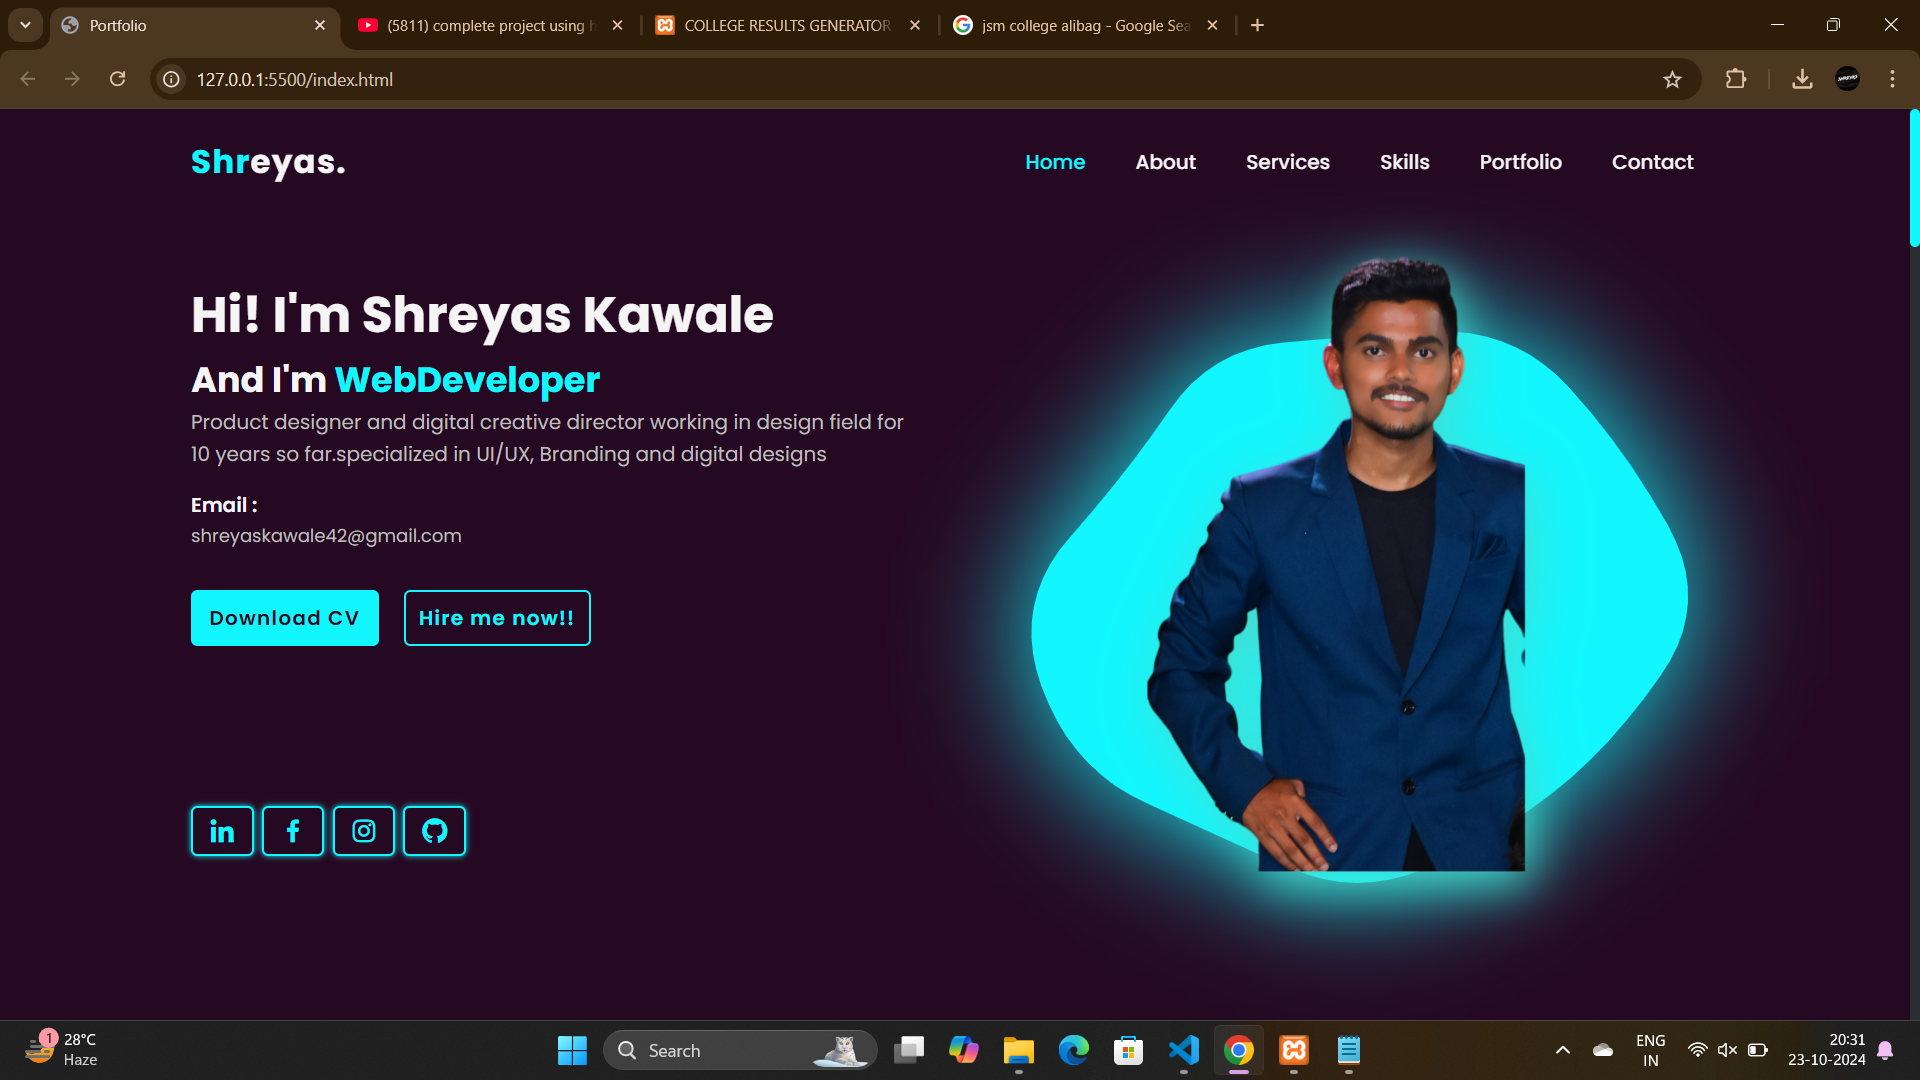 Portfolio
(5811) complete project using h
COLLEGE RESULTS GENERATOR
jsm college alibag - Google Sea
127.0.0.1:5500/index.html
Shreyas.
Home
About
Services
Skills
Portfolio
Contact
Hi! I'm Shreyas Kawale
And I'm WebDeveloper
Product designer and digital creative director working in design field for
10 years so far.specialized in UI/UX, Branding and digital designs
Email :
shreyaskawale42@gmail.com
Download CV
Hire me now!!
1
28°C
Haze
Search
ENG
IN
20:31
23-10-2024